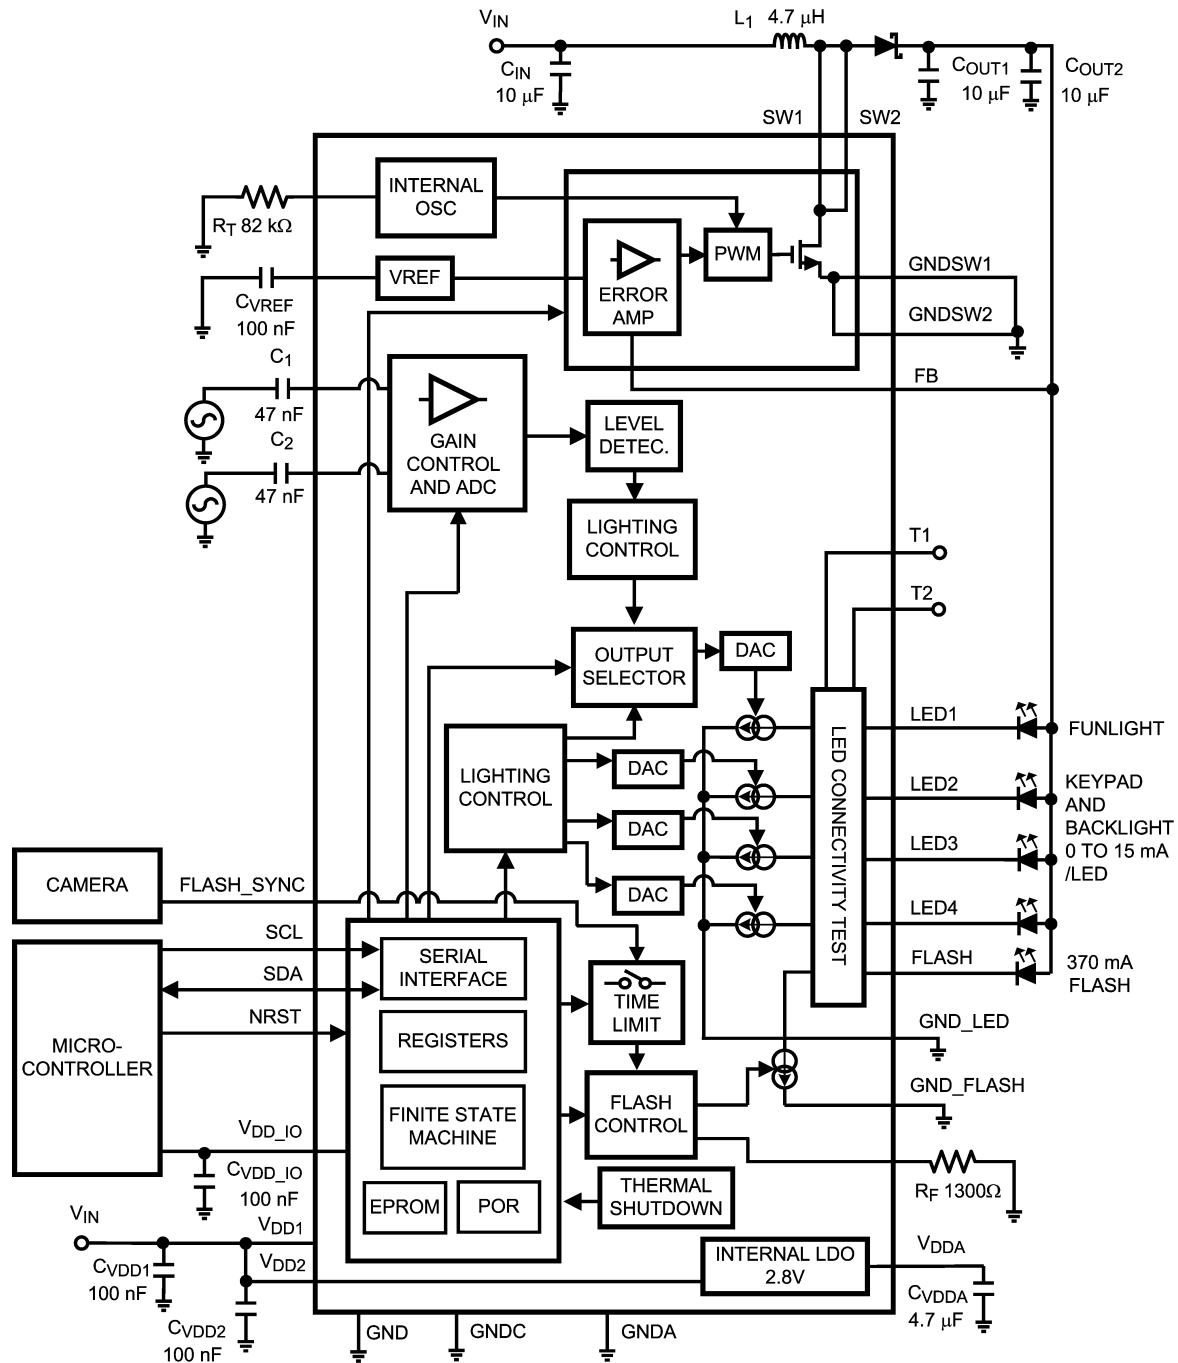 VIN
L1 4.7 µH
CIN
10 µF
COUT1
10 µF
COUT2
10 µF
SW1
SW2
INTERNAL
OSC
RT 82 kΩ
PWM
VREF
ERROR
AMP
GNDSW1
GNDSW2
CVREF
100 nF
C1
47 nF
FB
C2
47 nF
GAIN
CONTROL
AND ADC
LEVEL
DETEC.
LIGHTING
CONTROL
T1
T2
OUTPUT
SELECTOR
DAC
LED CONNECTIVITY TEST
LED1
FUNLIGHT
LIGHTING
CONTROL
DAC
DAC
DAC
LED2
LED3
LED4
KEYPAD
AND
BACKLIGHT
0 TO 15 mA
/LED
FLASH
370 mA
FLASH
CAMERA
FLASH_SYNC
SCL
SDA
NRST
MICRO-
CONTROLLER
SERIAL
INTERFACE
REGISTERS
FINITE STATE
MACHINE
EPROM
POR
TIME
LIMIT
FLASH
CONTROL
THERMAL
SHUTDOWN
GND_LED
GND_FLASH
RF 1300Ω
VDD_IO
CVDD_IO
100 nF
VIN
VDD1
VDD2
CVDD1
100 nF
CVDD2
100 nF
INTERNAL LDO
2.8V
VDDA
CVDDA
4.7 µF
GND
GNDC
GNDA